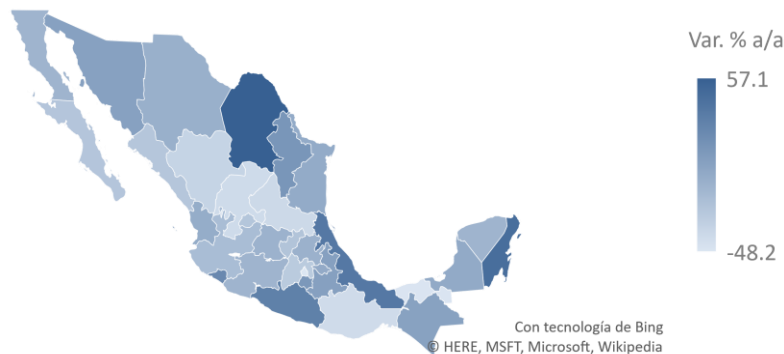 Var. % a/a
57.1
-48.2
Con tecnología de Bing
© HERE, MSFT, Microsoft, Wikipedia